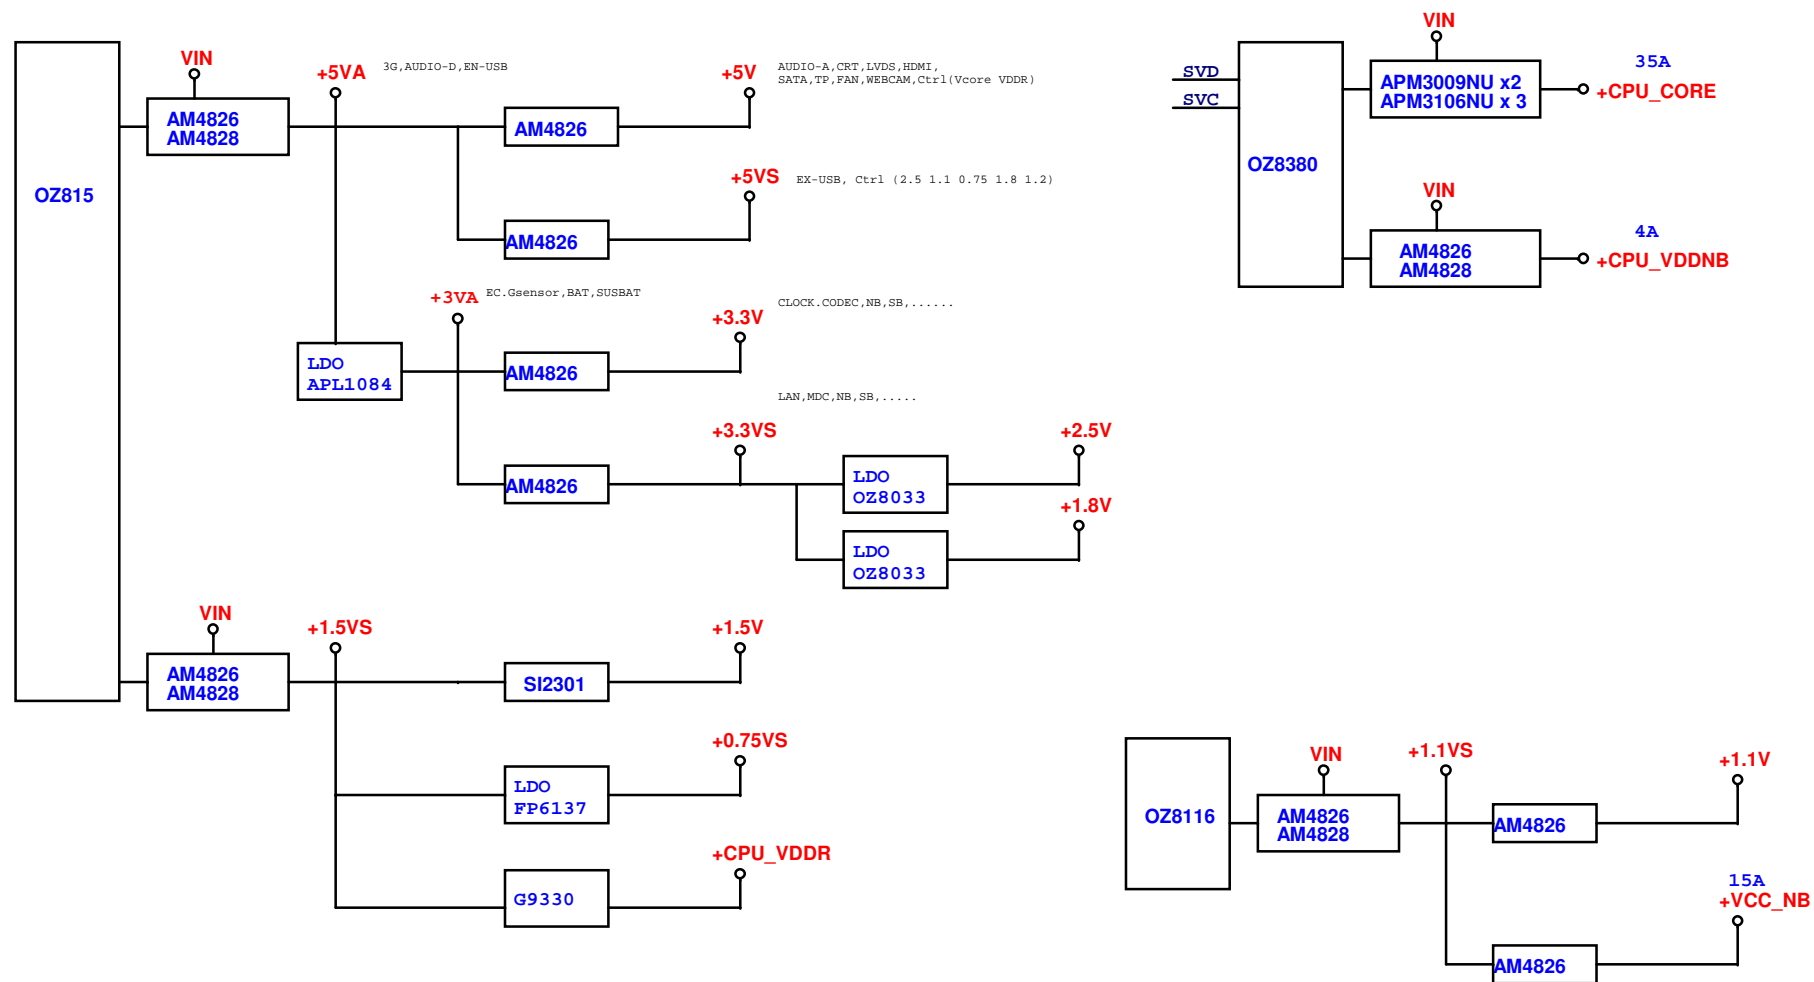 OZ815
VIN
AM4826
AM4828
+5VA
3G,AUDIO-D,EN-USB
AM4826
+5V
AUDIO-A,CRT,LVDS,HDMI,
SATA,TP,FAN,WEBCAM,Ctrl(Vcore VDDR)
AM4826
+5VS
EX-USB, Ctrl (2.5 1.1 0.75 1.8 1.2)
LDO
APL1084
+3VA
EC.Gsensor,BAT,SUSBAT
AM4826
+3.3V
CLOCK.CODEC,NB,SB,......
LAN,MDC,NB,SB,.....
AM4826
+3.3VS
LDO
OZ8033
+2.5V
LDO
OZ8033
+1.8V
VIN
AM4826
AM4828
+1.5VS
SI2301
+1.5V
LDO
FP6137
+0.75VS
G9330
+CPU_VDDR
SVD
SVC
OZ8380
VIN
APM3009NU x2
APM3106NU x 3
35A
+CPU_CORE
VIN
AM4826
AM4828
4A
+CPU_VDDNB
OZ8116
VIN
AM4826
AM4828
+1.1VS
AM4826
+1.1V
AM4826
15A
+VCC_NB